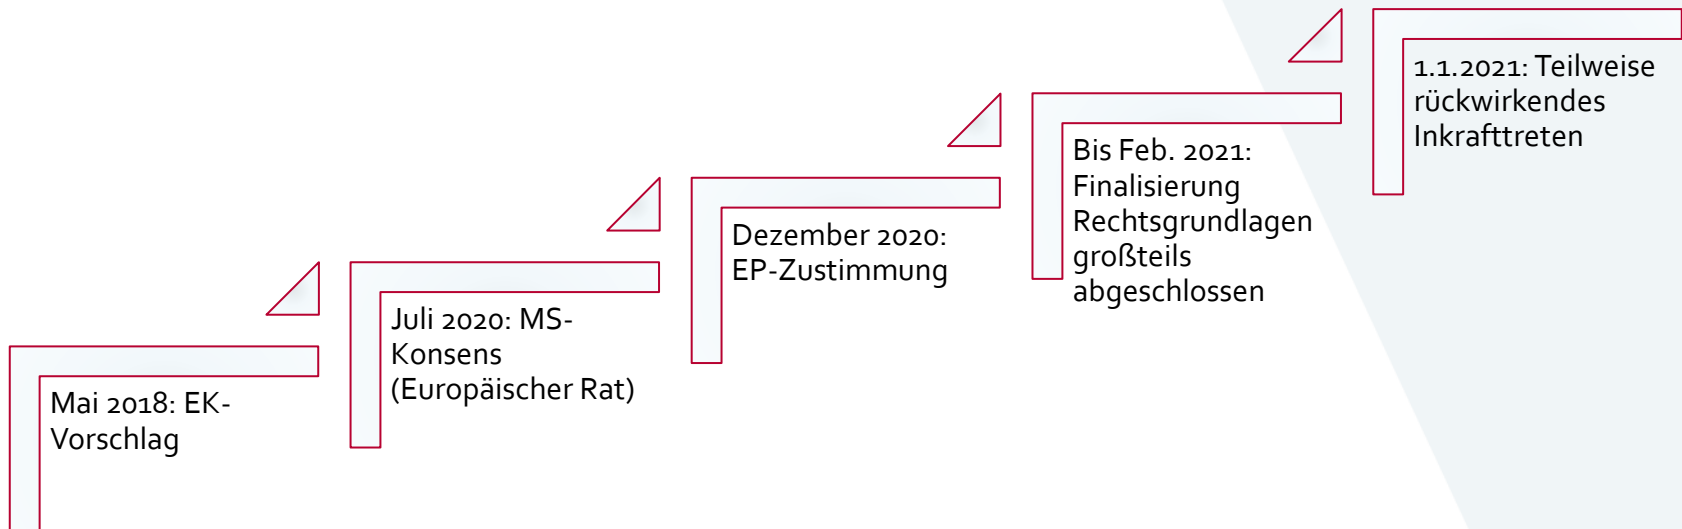 Mai 2018: EK-
Vorschlag
Juli 2020: MS-
Konsens
(Europäischer Rat)
Dezember 2020:
EP-Zustimmung
Bis Feb. 2021:
Finalisierung
Rechtsgrundlagen
großteils
abgeschlossen
1.1.2021: Teilweise
rückwirkendes
Inkrafttreten